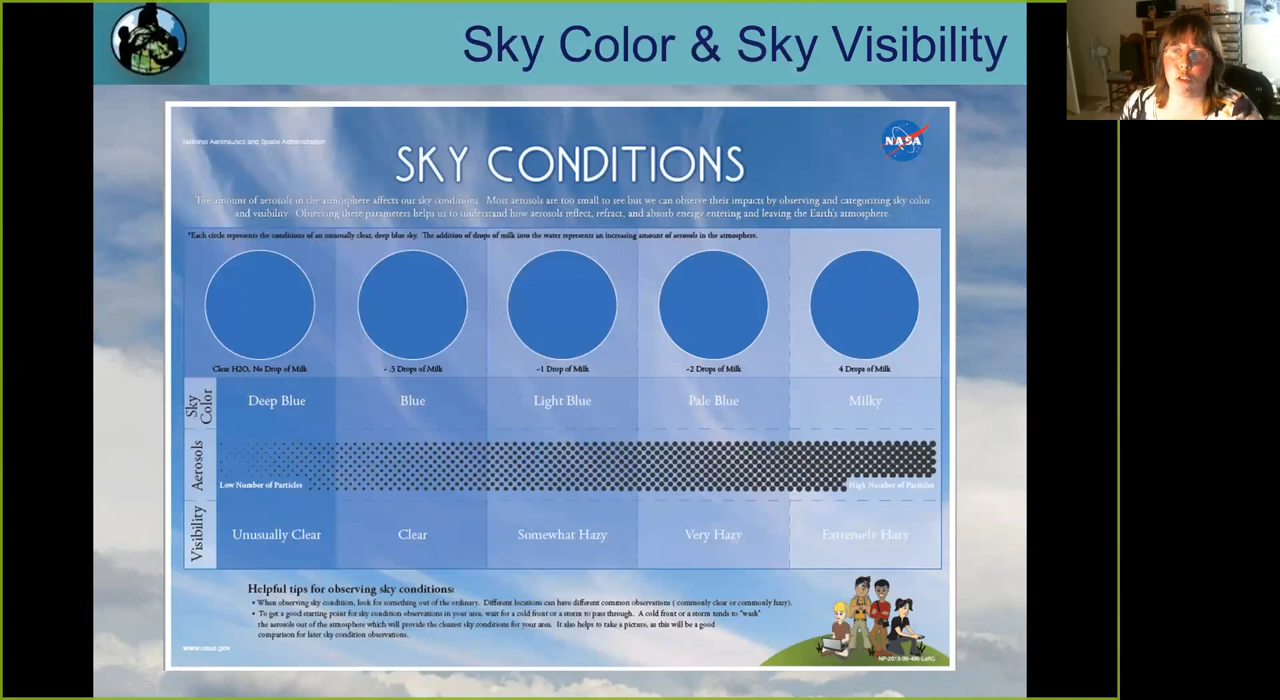 Sky Color & Sky Visibility
National Aeronautics and Space Administration
NASA
SKY CONDITIONS
The amount of aerosols in the atmosphere affects our sky conditions. Most aerosols are too small to see but we can observe their impacts by observing and categorizing sky color
and visibility. Observing these parameters helps us to understand how aerosols reflect, refract, and absorb energy entering and leaving the Earth's atmosphere.
*Each circle represents the conditions of an unusually clear, deep blue sky. The addition of drops of milk into the water represents an increasing amount of aerosols in the atmosphere.
Clear H2O, No Drop of Milk
~ .5 Drops of Milk
~1 Drop of Milk
~2 Drops of Milk
4 Drops of Milk
Sky Color
Deep Blue
Blue
Light Blue
Pale Blue
Milky
Aerosols
Low Number of Particles
High Number of Particles
Visibility
Unusually Clear
Clear
Somewhat Hazy
Very Hazy
Extremely Hazy
Helpful tips for observing sky conditions:
• When observing sky condition, look for something out of the ordinary. Different locations can have different common observations ( commonly clear or commonly hazy).
• To get a good starting point for sky condition observations in your area, wait for a cold front or a storm to pass through. A cold front or a storm tends to "wash"
the aerosols out of the atmosphere which will provide the clearest sky conditions for your area. It also helps to take a picture, as this will be a good
comparison for later sky condition observations.
www.nasa.gov